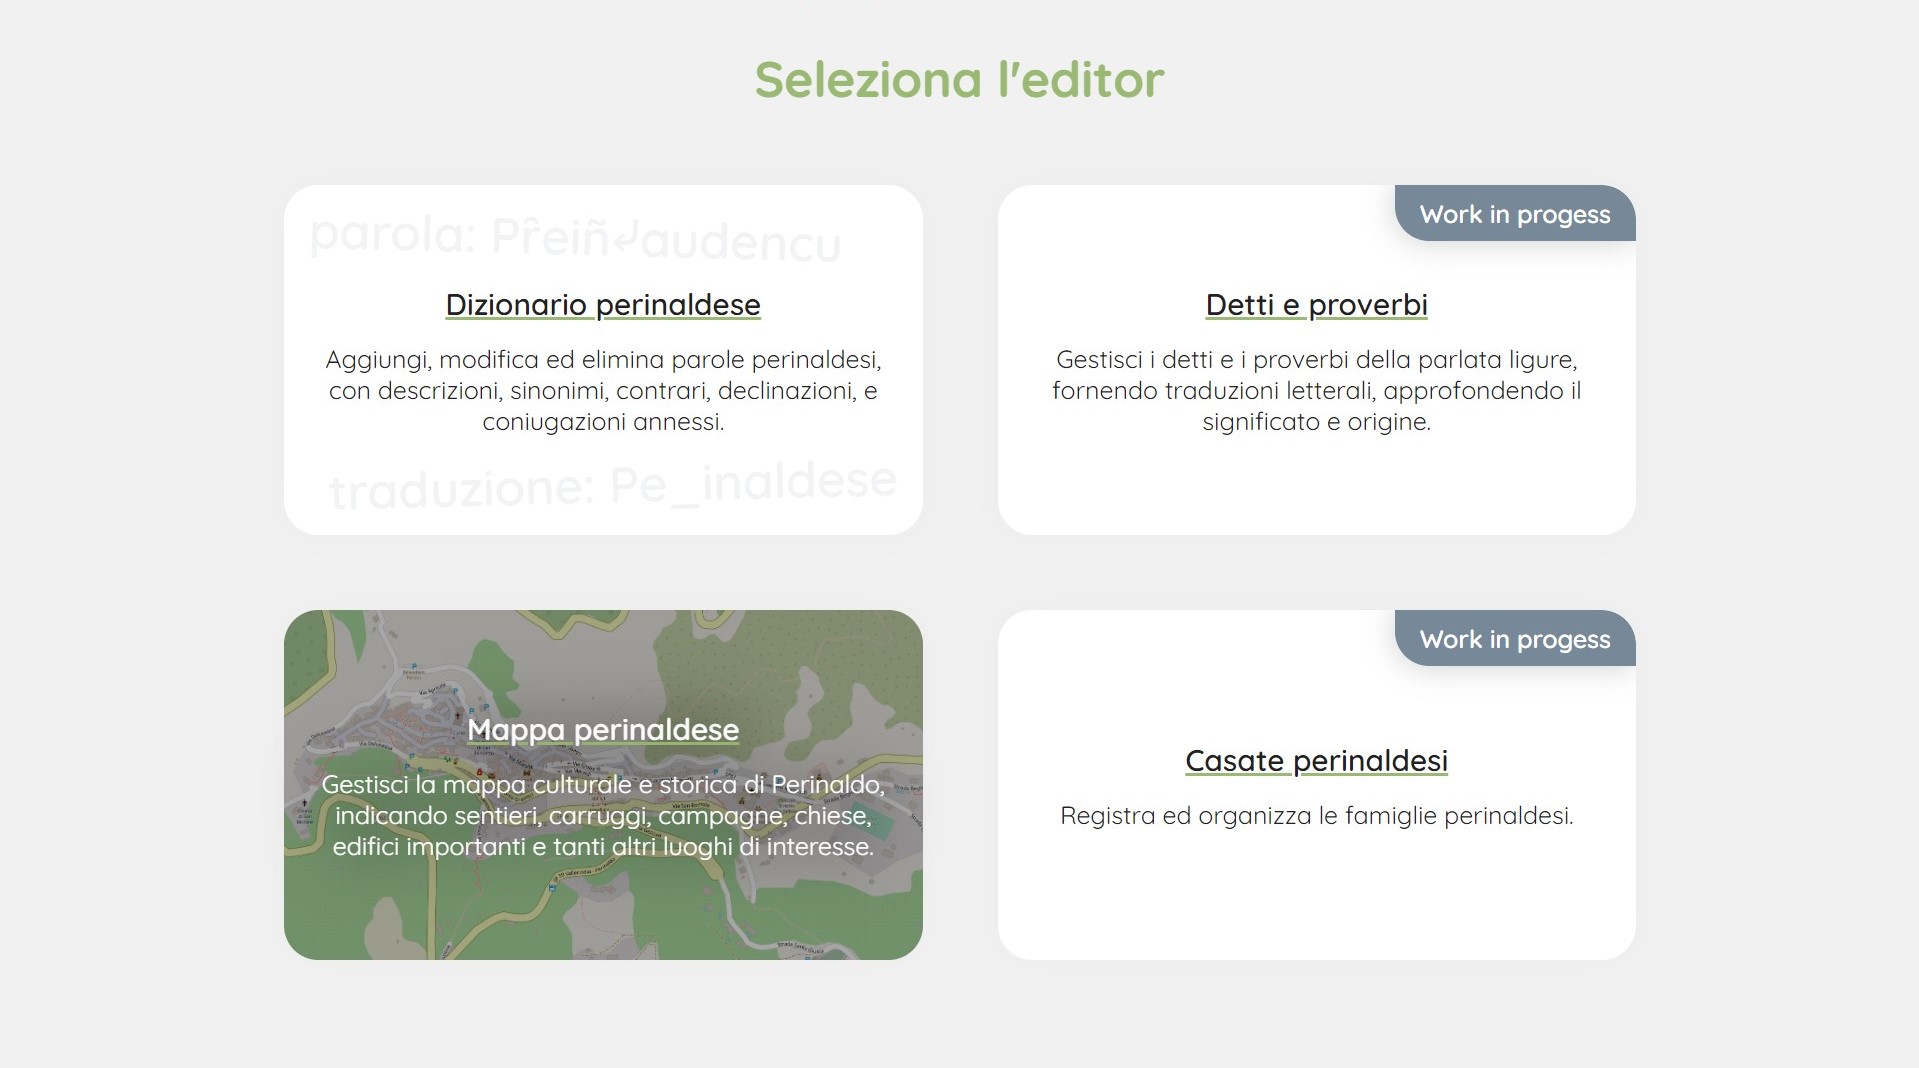 Seleziona l'editor
parola: Pr̂eiñ⤶audencu
Dizionario perinaldese
Aggiungi, modifica ed elimina parole perinaldesi,
con descrizioni, sinonimi, contrari, declinazioni, e
coniugazioni annessi.
traduzione: Pe_inaldese
Work in progess
Detti e proverbi
Gestisci i detti e i proverbi della parlata ligure,
fornendo traduzioni letterali, approfondendo il
significato e origine.
Mappa perinaldese
Gestisci la mappa culturale e storica di Perinaldo,
indicando sentieri, carruggi, campagne, chiese,
edifici importanti e tanti altri luoghi di interesse.
Work in progess
Casate perinaldesi
Registra ed organizza le famiglie perinaldesi.